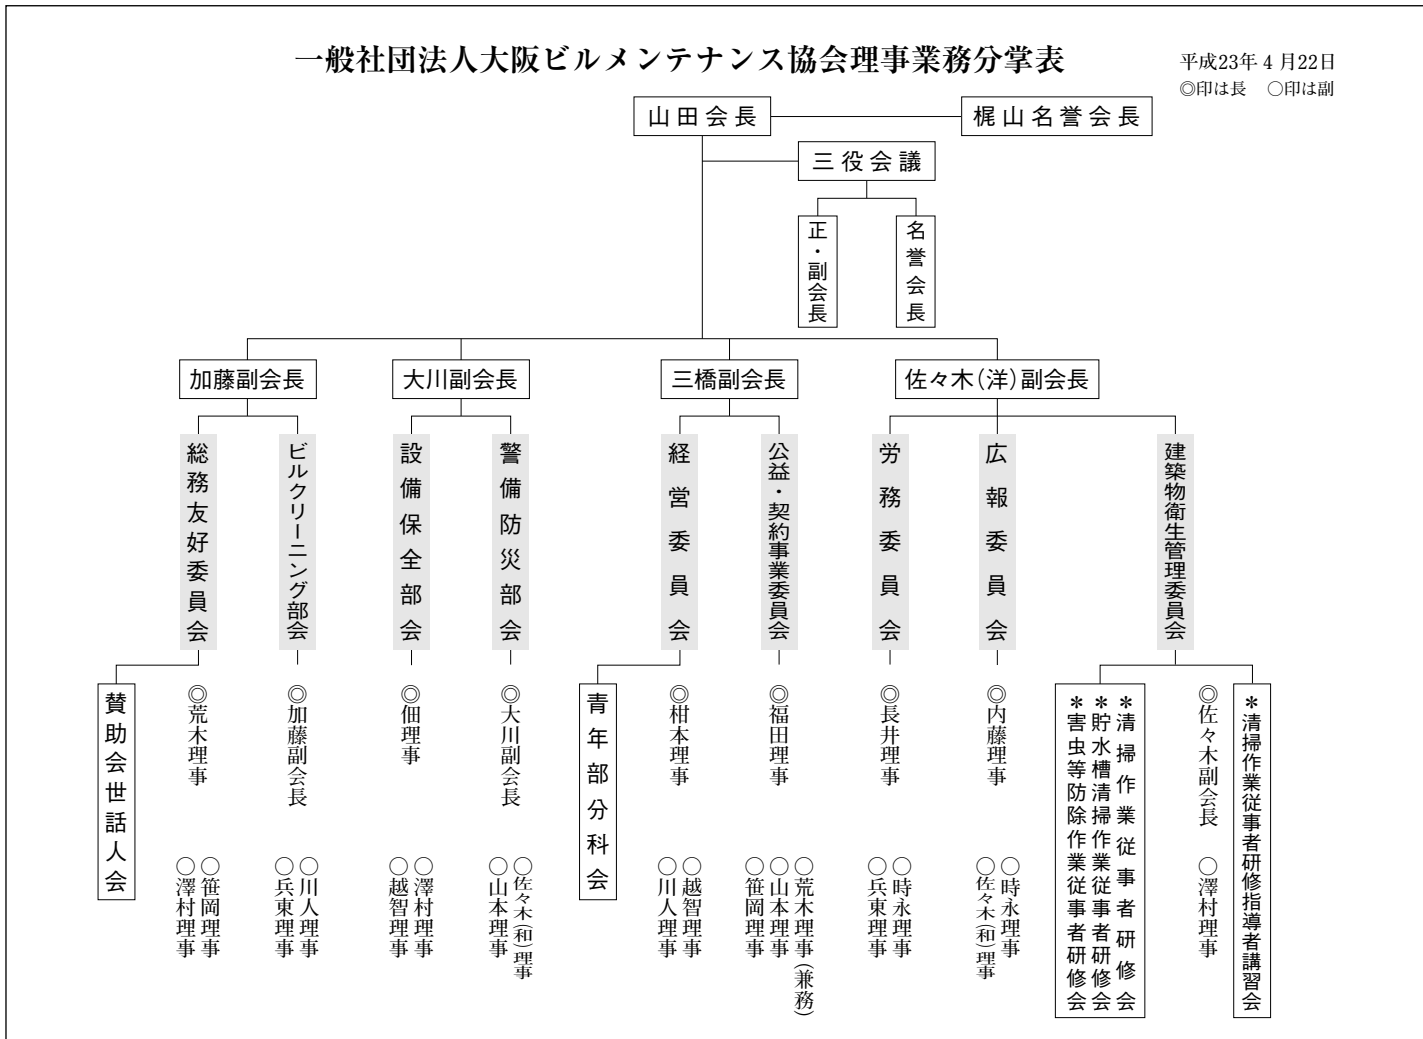 一般社団法人大阪ビルメンテナンス協会理事業務分掌表
平成23年4月22日
◎印は長　○印は副
山田会長
梶山名誉会長
三役会議
正・副会長
名誉会長
加藤副会長
大川副会長
三橋副会長
佐々木(洋)副会長
総務友好委員会
ビルクリーニング部会
設備保全部会
警備防災部会
経営委員会
公益・契約事業委員会
労務委員会
広報委員会
建築物衛生管理委員会
賛助会世話人会
◎荒木理事
○笹岡理事
○澤村理事
◎加藤副会長
○川人理事
○兵東理事
◎佃理事
○澤村理事
○越智理事
◎大川副会長
○佐々木(和)理事
○山本理事
青年部分科会
◎柑本理事
○越智理事
○川人理事
◎福田理事
○荒木理事(兼務)
○山本理事
○笹岡理事
◎長井理事
○時永理事
○兵東理事
◎内藤理事
○時永理事
○佐々木(和)理事
＊清掃作業従事者研修会
＊貯水槽清掃作業従事者研修会
＊害虫等防除作業従事者研修会
◎佐々木副会長　○澤村理事
＊清掃作業従事者研修指導者講習会